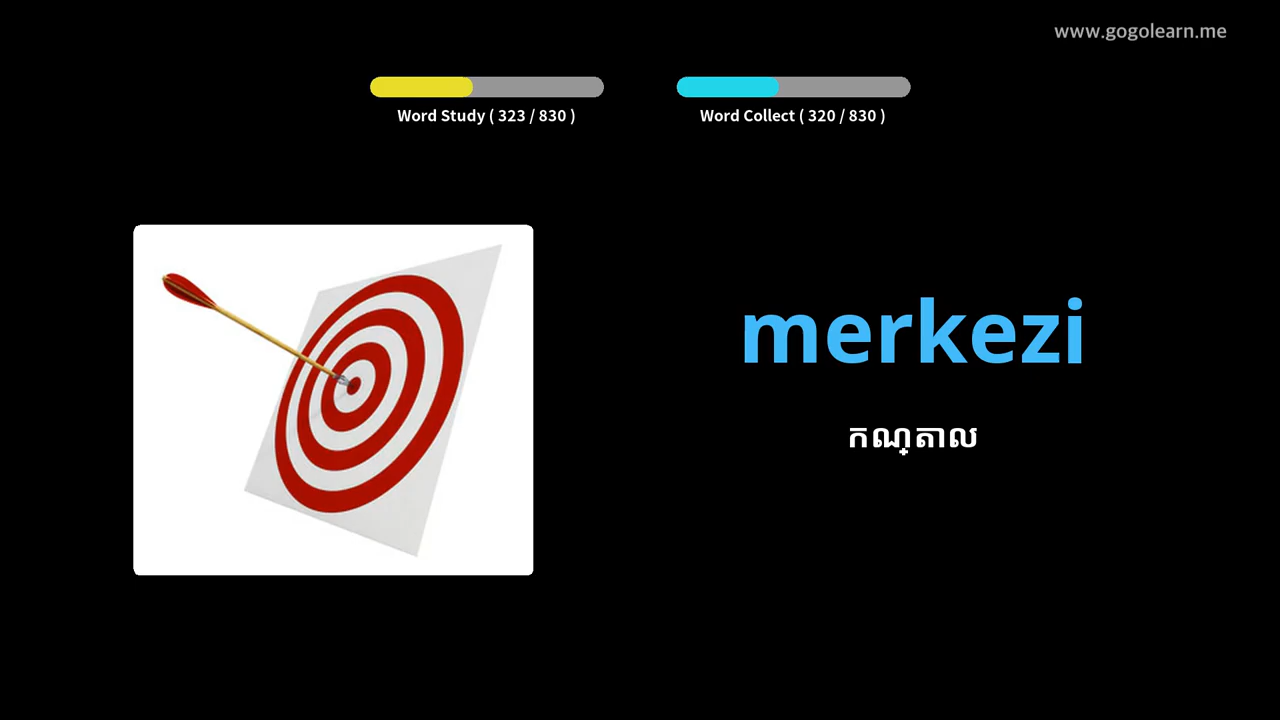 www.gogolearn.me
Word Study ( 323 / 830 )
Word Collect ( 320 / 830 )
merkezi
កណ្តាល